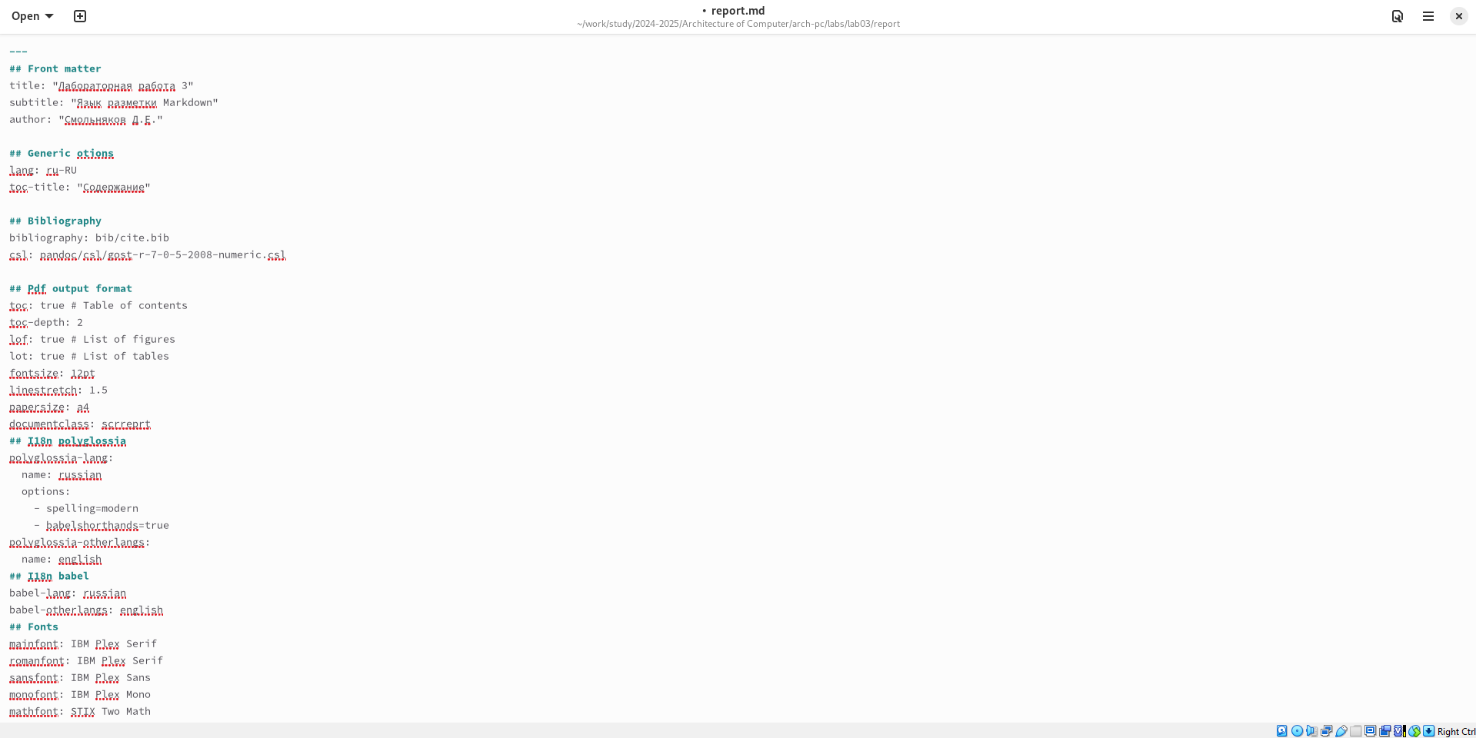 Open
• report.md
~/work/study/2024-2025/Architecture of Computer/arch-pc/labs/lab03/report
---
## Front matter
title: "Лабораторная работа 3"
subtitle: "Язык разметки Markdown"
author: "Смольняков Д.Е."
## Generic otions
lang: ru-RU
toc-title: "Содержание"
## Bibliography
bibliography: bib/cite.bib
csl: pandoc/csl/gost-r-7-0-5-2008-numeric.csl
## Pdf output format
toc: true # Table of contents
toc-depth: 2
lof: true # List of figures
lot: true # List of tables
fontsize: 12pt
linestretch: 1.5
papersize: a4
documentclass: scrreprt
## I18n polyglossia
polyglossia-lang:
  name: russian
  options:
    - spelling=modern
    - babelshorthands=true
polyglossia-otherlangs:
  name: english
## I18n babel
babel-lang: russian
babel-otherlangs: english
## Fonts
mainfont: IBM Plex Serif
romanfont: IBM Plex Serif
sansfont: IBM Plex Sans
monofont: IBM Plex Mono
mathfont: STIX Two Math
Right Ctrl